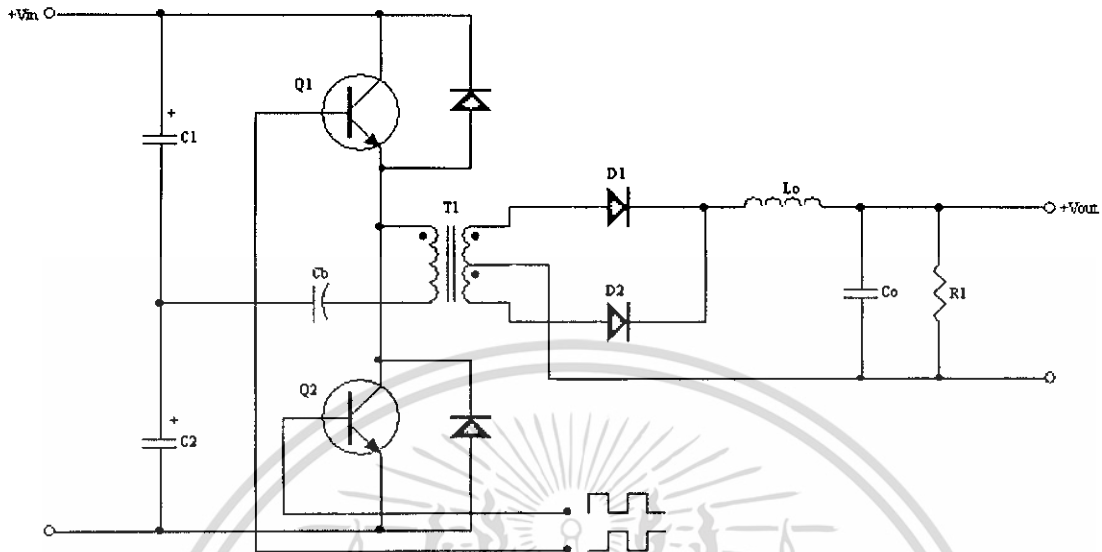 +Vin
Q1
+
C1
D1
Lo
T1
+Vout
Cb
D2
Co
R1
Q2
+
C2